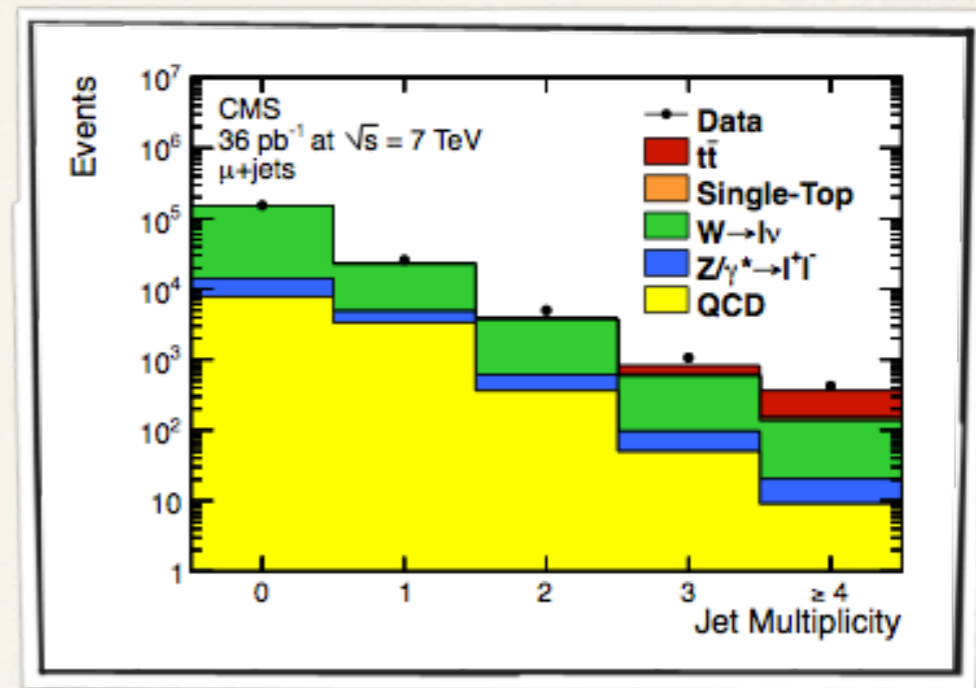 Events
10⁷
10⁶
10⁵
10⁴
10³
10²
10
1
CMS
36 pb⁻¹ at √s = 7 TeV
μ+jets
Data
tt̄
Single-Top
W→lν
Z/γ*→l⁺l⁻
QCD
0 1 2 3 ≥ 4
Jet Multiplicity